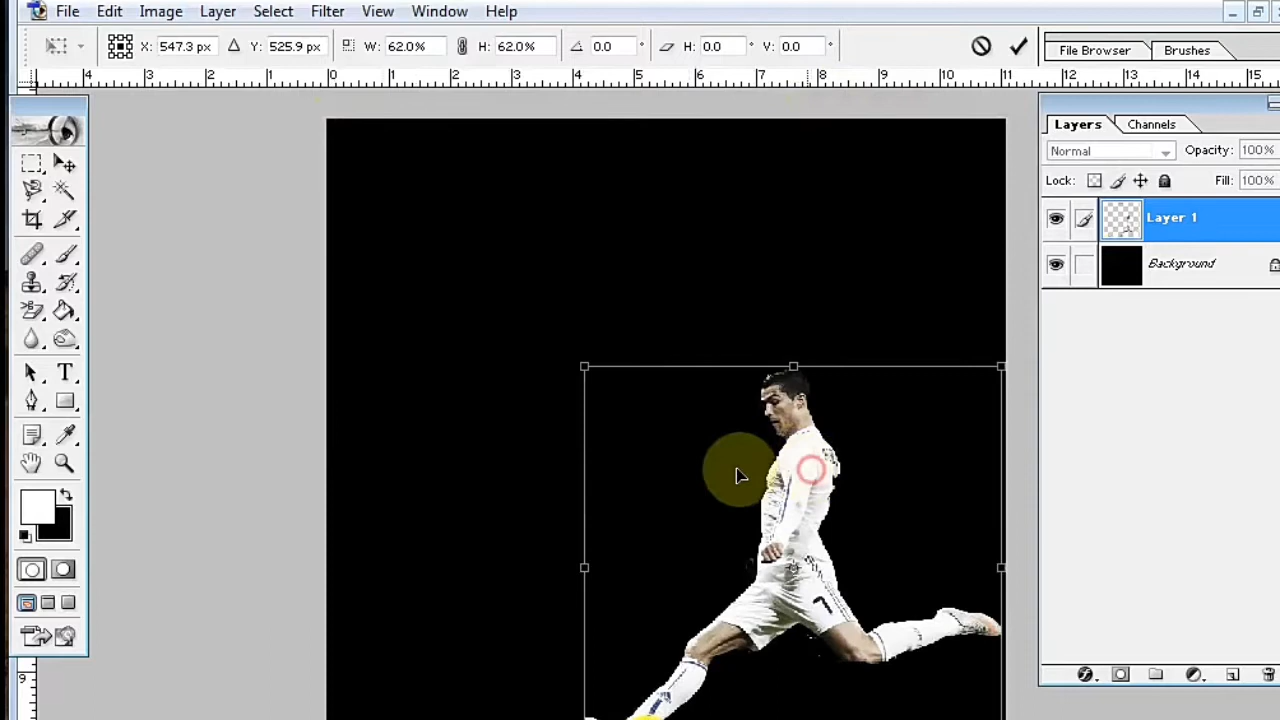 File Edit Image Layer Select Filter View Window Help
X: 547.3 px Y: 525.9 px W: 62.0% H: 62.0% 0.0 ° H: 0.0 ° V: 0.0 °
File Browser Brushes
4 3 2 1 0 1 2 3 4 5 6 7 8 9 10 11 12 13 14 15
Layers Channels
Normal Opacity: 100%
Lock: Fill: 100%
Layer 1
Background
T
7
9